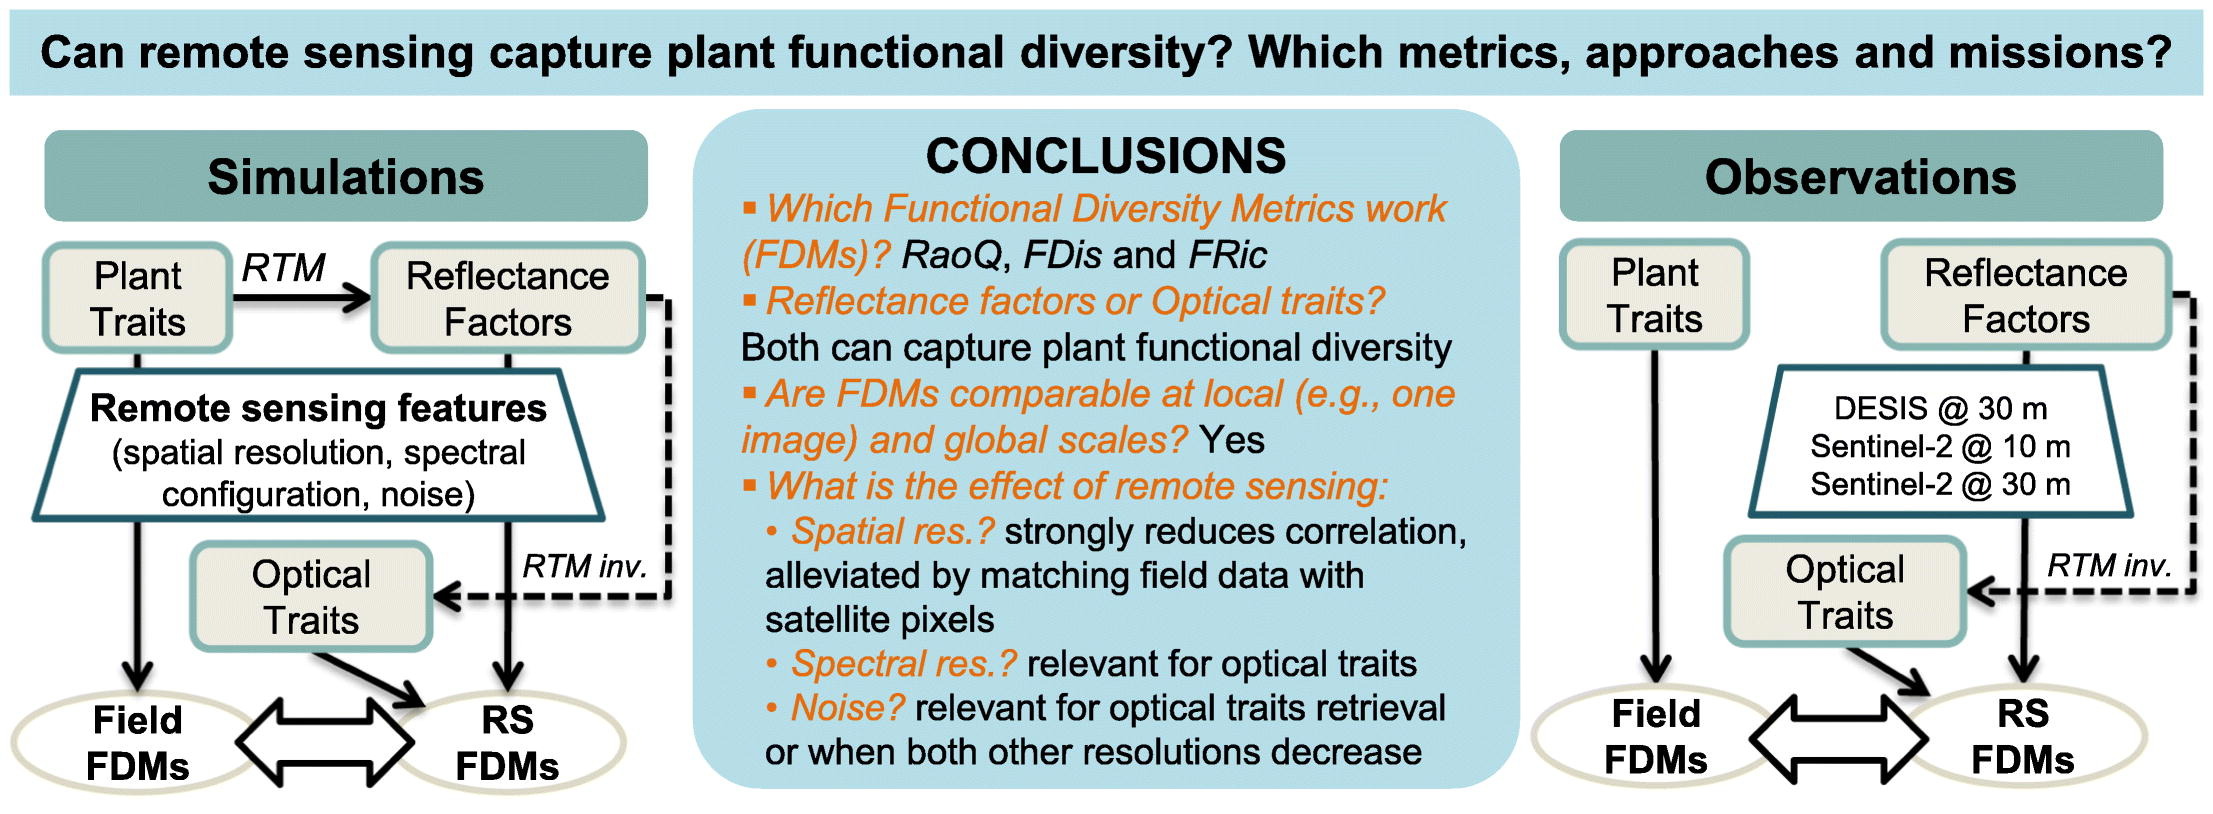 Can remote sensing capture plant functional diversity? Which metrics, approaches and missions?
Simulations
Plant
Traits
RTM
Reflectance
Factors
Remote sensing features
(spatial resolution, spectral
configuration, noise)
Optical
Traits
RTM inv.
Field
FDMs
RS
FDMs
CONCLUSIONS
▪ Which Functional Diversity Metrics work
(FDMs)? RaoQ, FDis and FRic
▪ Reflectance factors or Optical traits?
Both can capture plant functional diversity
▪ Are FDMs comparable at local (e.g., one
image) and global scales? Yes
▪ What is the effect of remote sensing:
• Spatial res.? strongly reduces correlation,
alleviated by matching field data with
satellite pixels
• Spectral res.? relevant for optical traits
• Noise? relevant for optical traits retrieval
or when both other resolutions decrease
Observations
Plant
Traits
Reflectance
Factors
DESIS @ 30 m
Sentinel-2 @ 10 m
Sentinel-2 @ 30 m
Optical
Traits
RTM inv.
Field
FDMs
RS
FDMs